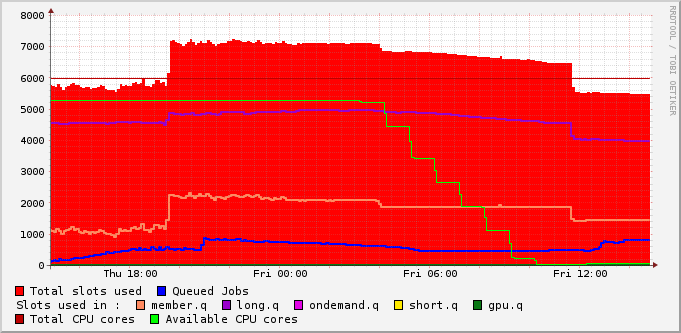 8000
7000
6000
5000
4000
3000
2000
1000
0
Thu 18:00 Fri 00:00 Fri 06:00 Fri 12:00
Total slots used Queued Jobs
Slots used in : member.q long.q ondemand.q short.q gpu.q
Total CPU cores Available CPU cores
RRDTOOL / TOBI OETIKER